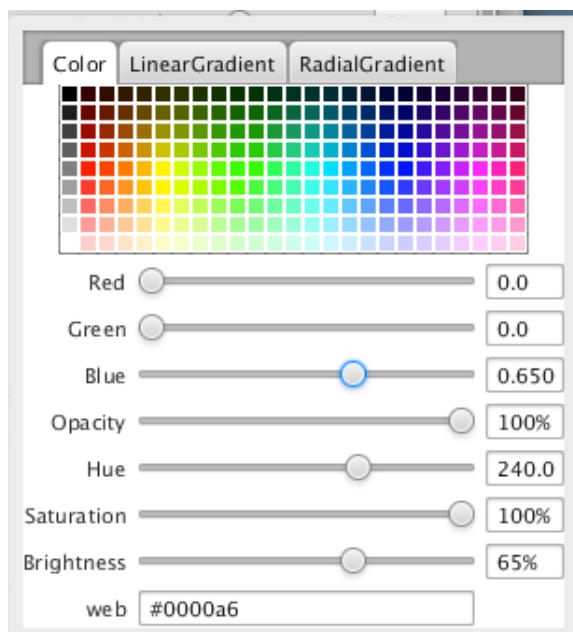 Color LinearGradient RadialGradient
Red 0.0
Green 0.0
Blue 0.650
Opacity 100%
Hue 240.0
Saturation 100%
Brightness 65%
web #0000a6